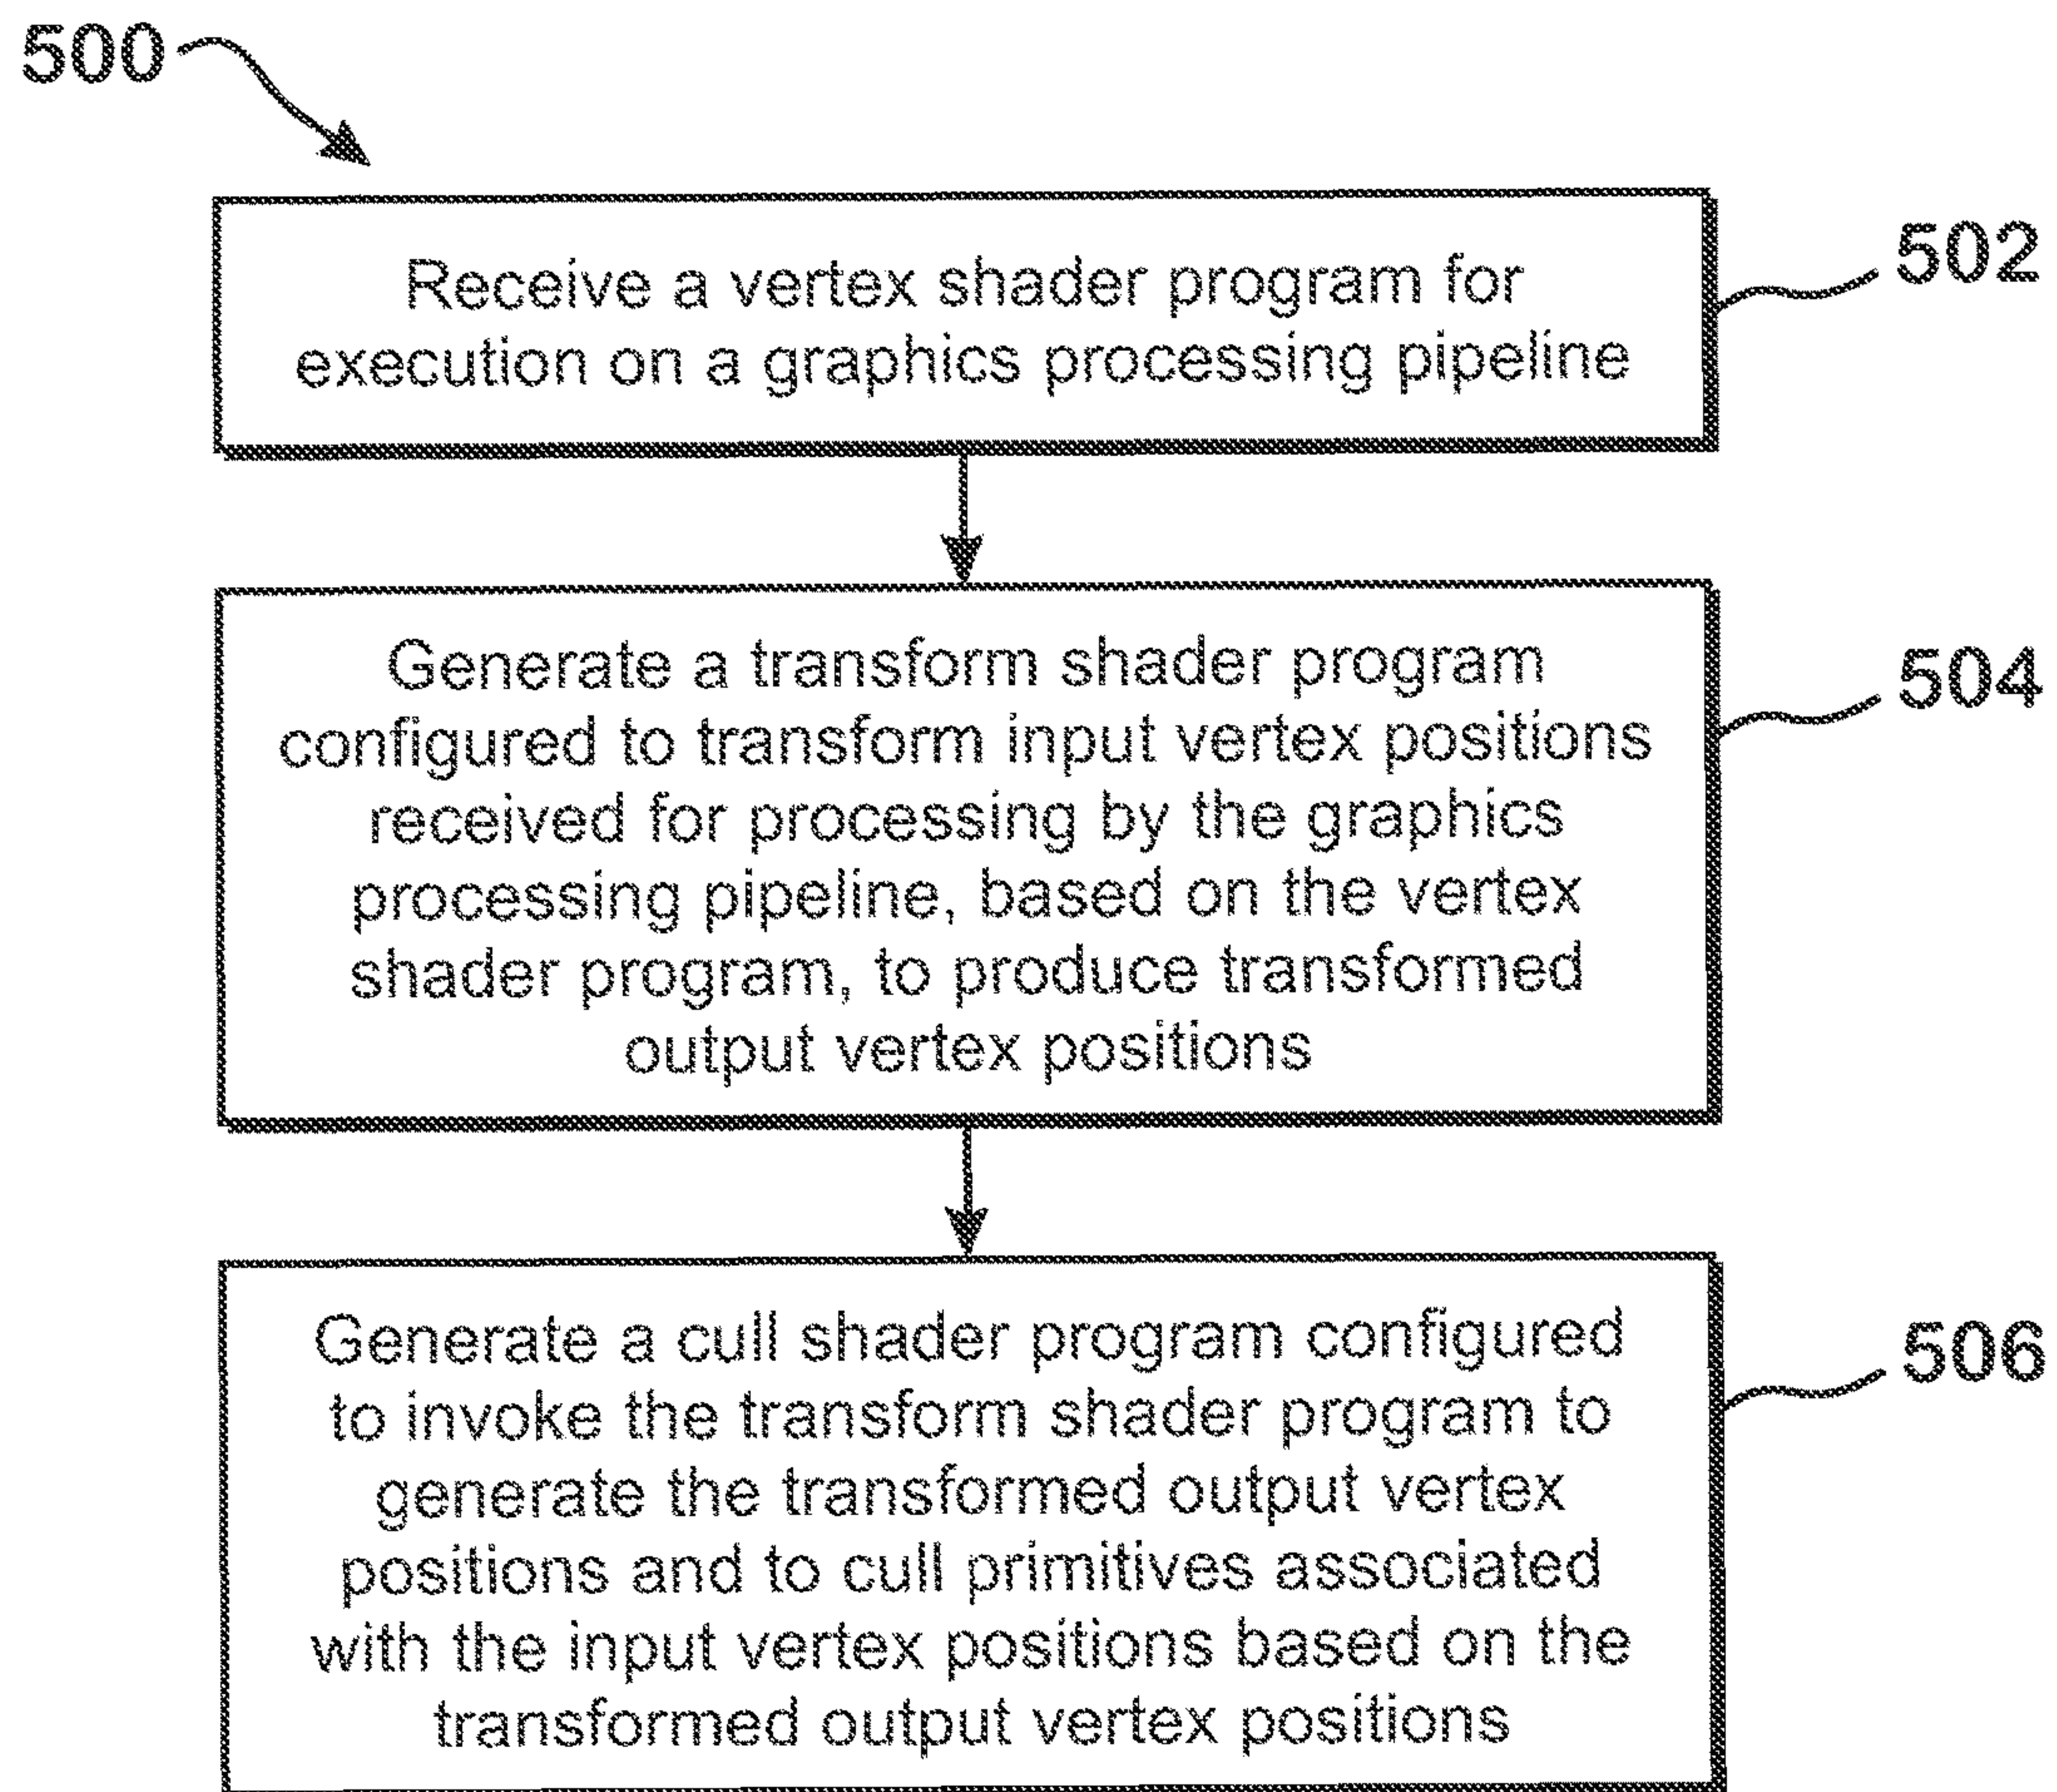 500
Receive a vertex shader program for
execution on a graphics processing pipeline
502
Generate a transform shader program
configured to transform input vertex positions
received for processing by the graphics
processing pipeline, based on the vertex
shader program, to produce transformed
output vertex positions
504
Generate a cull shader program configured
to invoke the transform shader program to
generate the transformed output vertex
positions and to cull primitives associated
with the input vertex positions based on the
transformed output vertex positions
506